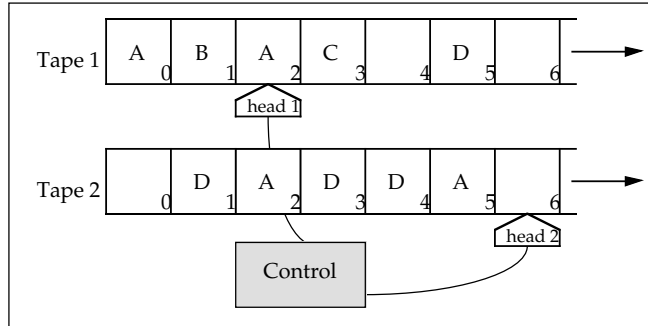 Tape 1 A 0 B 1 A 2 C 3 4 D 5 6
head 1
Tape 2 0 D 1 A 2 D 3 D 4 A 5 6
head 2
Control